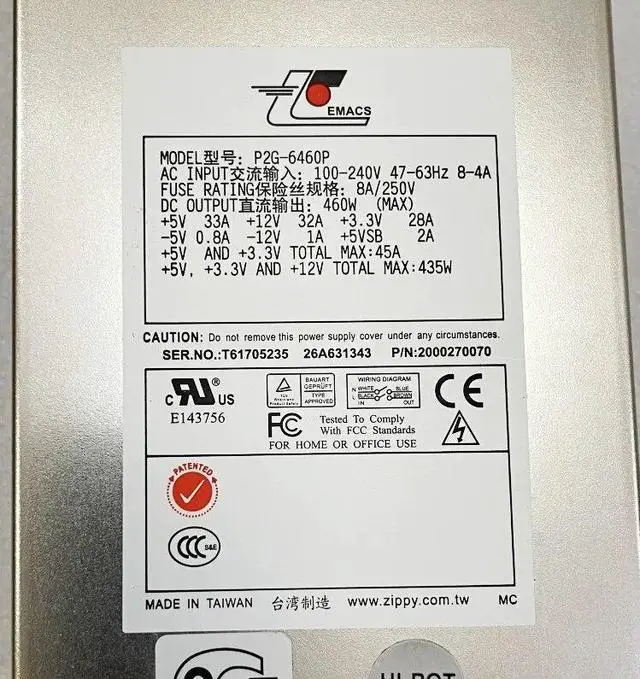 EMACS
MODEL型号: P2G-6460P
AC INPUT交流输入: 100-240V 47-63Hz 8-4A
FUSE RATING保险丝规格: 8A/250V
DC OUTPUT直流输出: 460W (MAX)
+5V 33A +12V 32A +3.3V 28A
-5V 0.8A -12V 1A +5VSB 2A
+5V AND +3.3V TOTAL MAX:45A
+5V, +3.3V AND +12V TOTAL MAX:435W
CAUTION: Do not remove this power supply cover under any circumstances.
SER.NO.:T61705235 26A631343 P/N:2000270070
c RU ® US
E143756
TÜV
BAUART
GEPRÜFT
TYPE
APPROVED
WIRING DIAGRAM
N WHITE BLUE
L BLACK BROWN
IN OUT
CE
FC Tested To Comply
With FCC Standards
FOR HOME OR OFFICE USE
PATENTED
CCC S&E
MADE IN TAIWAN 台湾制造 www.zippy.com.tw MC
HI-POT